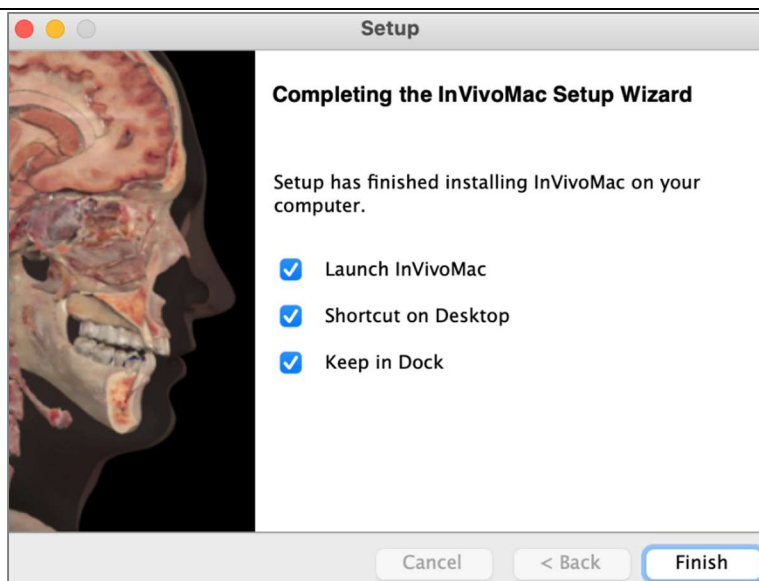 Setup
Completing the InVivoMac Setup Wizard
Setup has finished installing InVivoMac on your
computer.
Launch InVivoMac
Shortcut on Desktop
Keep in Dock
Cancel
< Back
Finish